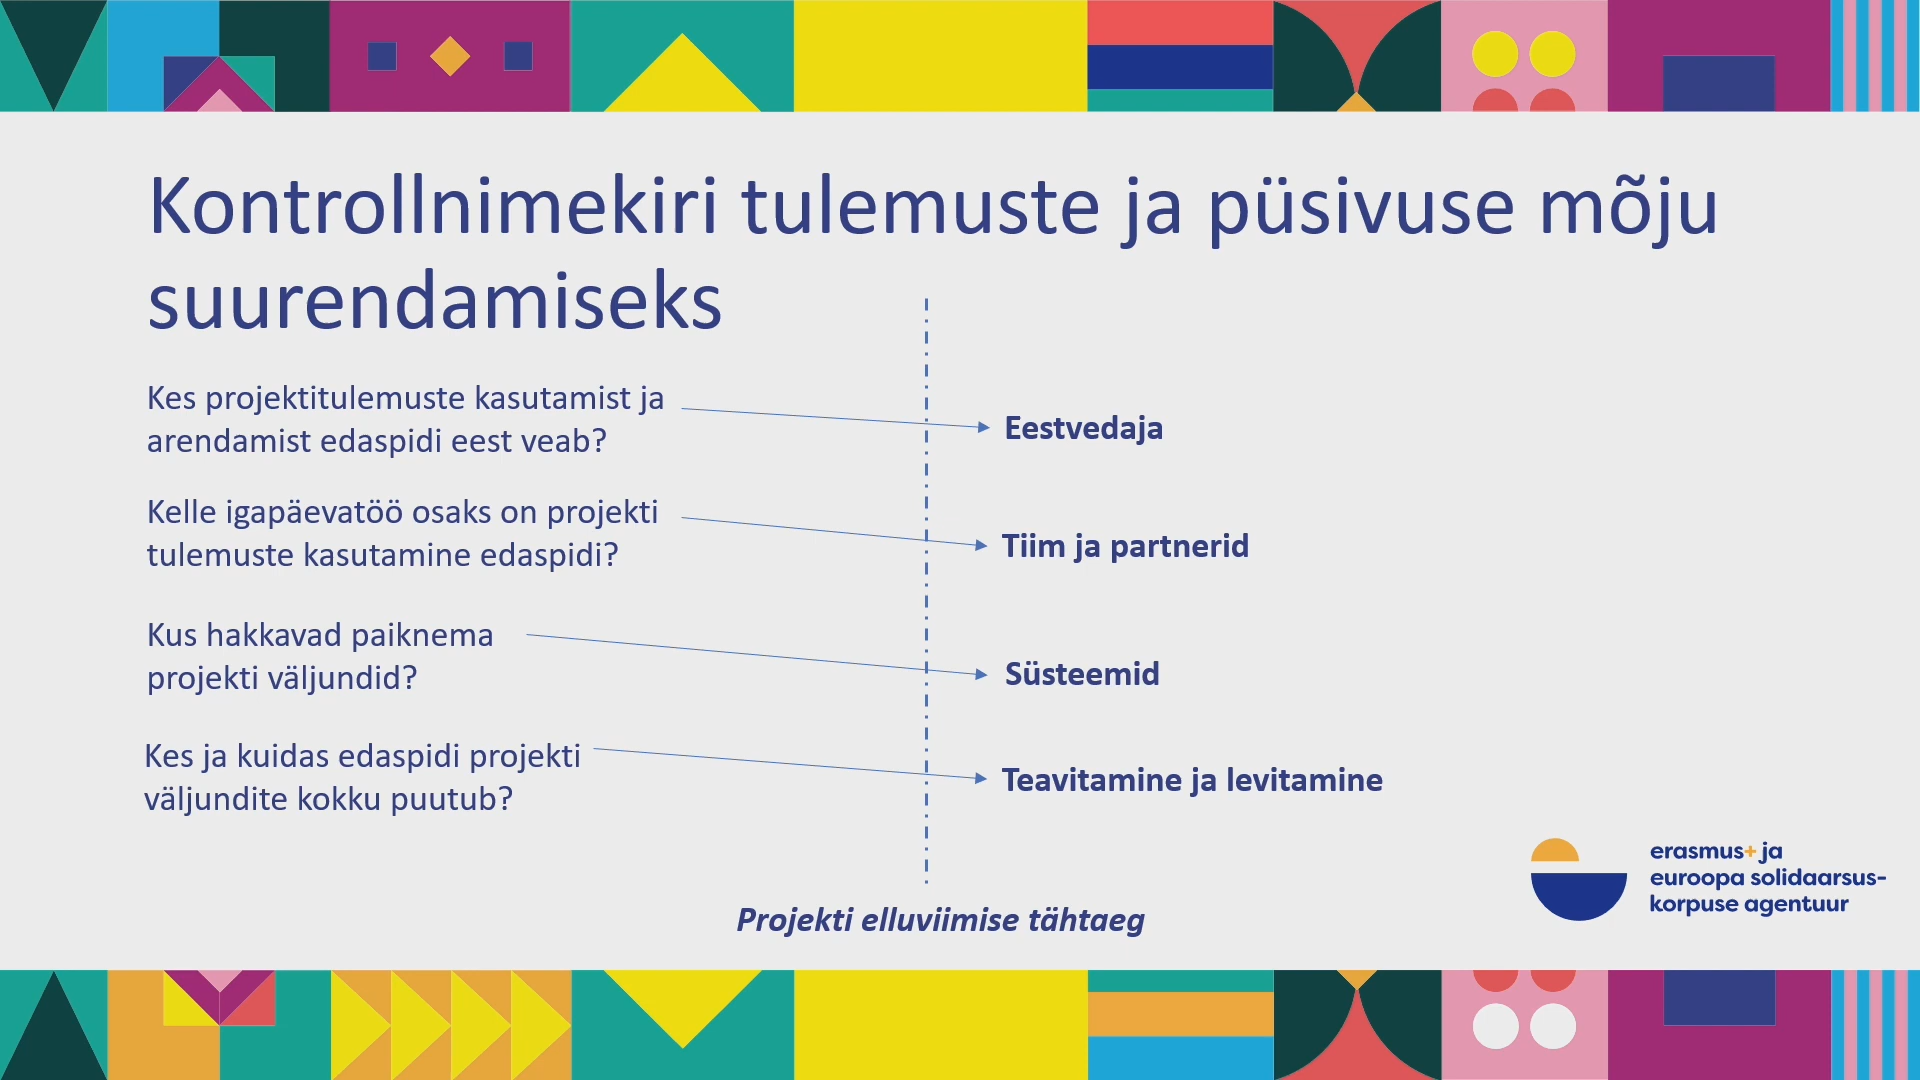 Kontrollnimekiri tulemuste ja püsivuse mõju
suurendamiseks
Kes projektitulemuste kasutamist ja
arendamist edaspidi eest veab?
Eestvedaja
Kelle igapäevatöö osaks on projekti
tulemuste kasutamine edaspidi?
Tiim ja partnerid
Kus hakkavad paiknema
projekti väljundid?
Süsteemid
Kes ja kuidas edaspidi projekti
väljundite kokku puutub?
Teavitamine ja levitamine
Projekti elluviimise tähtaeg
erasmus+ ja
euroopa solidaarsus-
korpuse agentuur